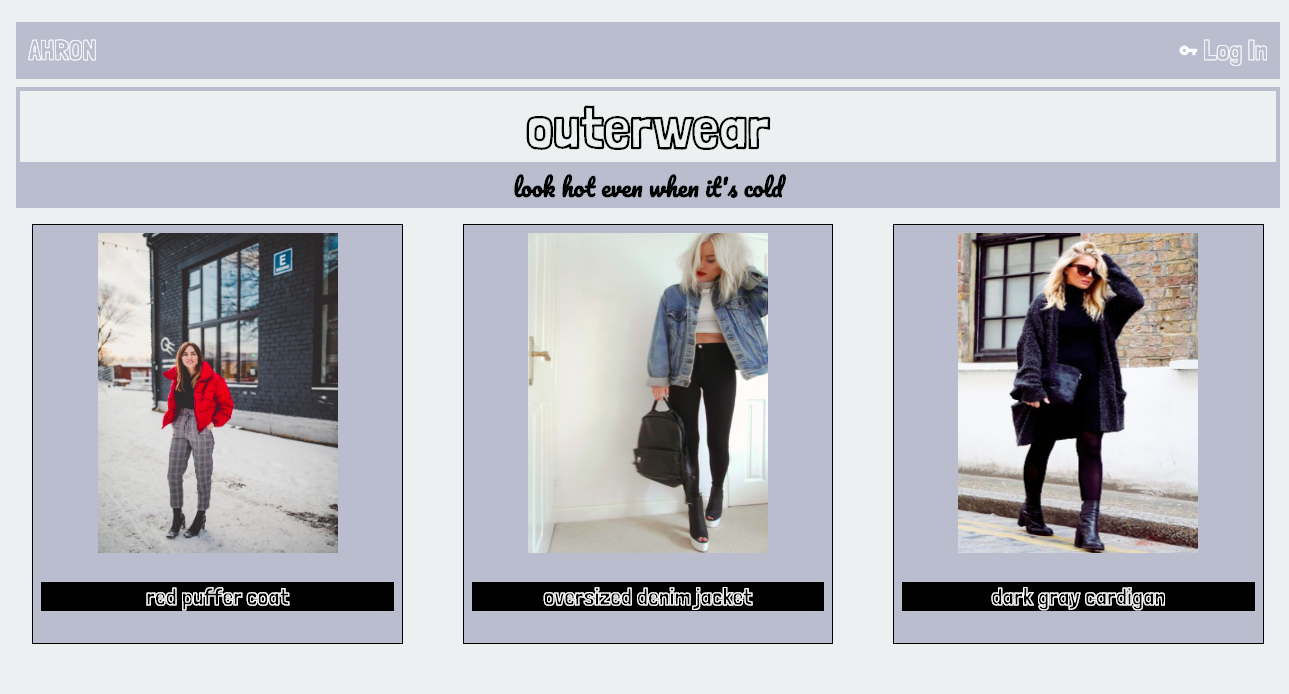 AHRON
Log In
outerwear
look hot even when it's cold
E
red puffer coat
oversized denim jacket
dark gray cardigan